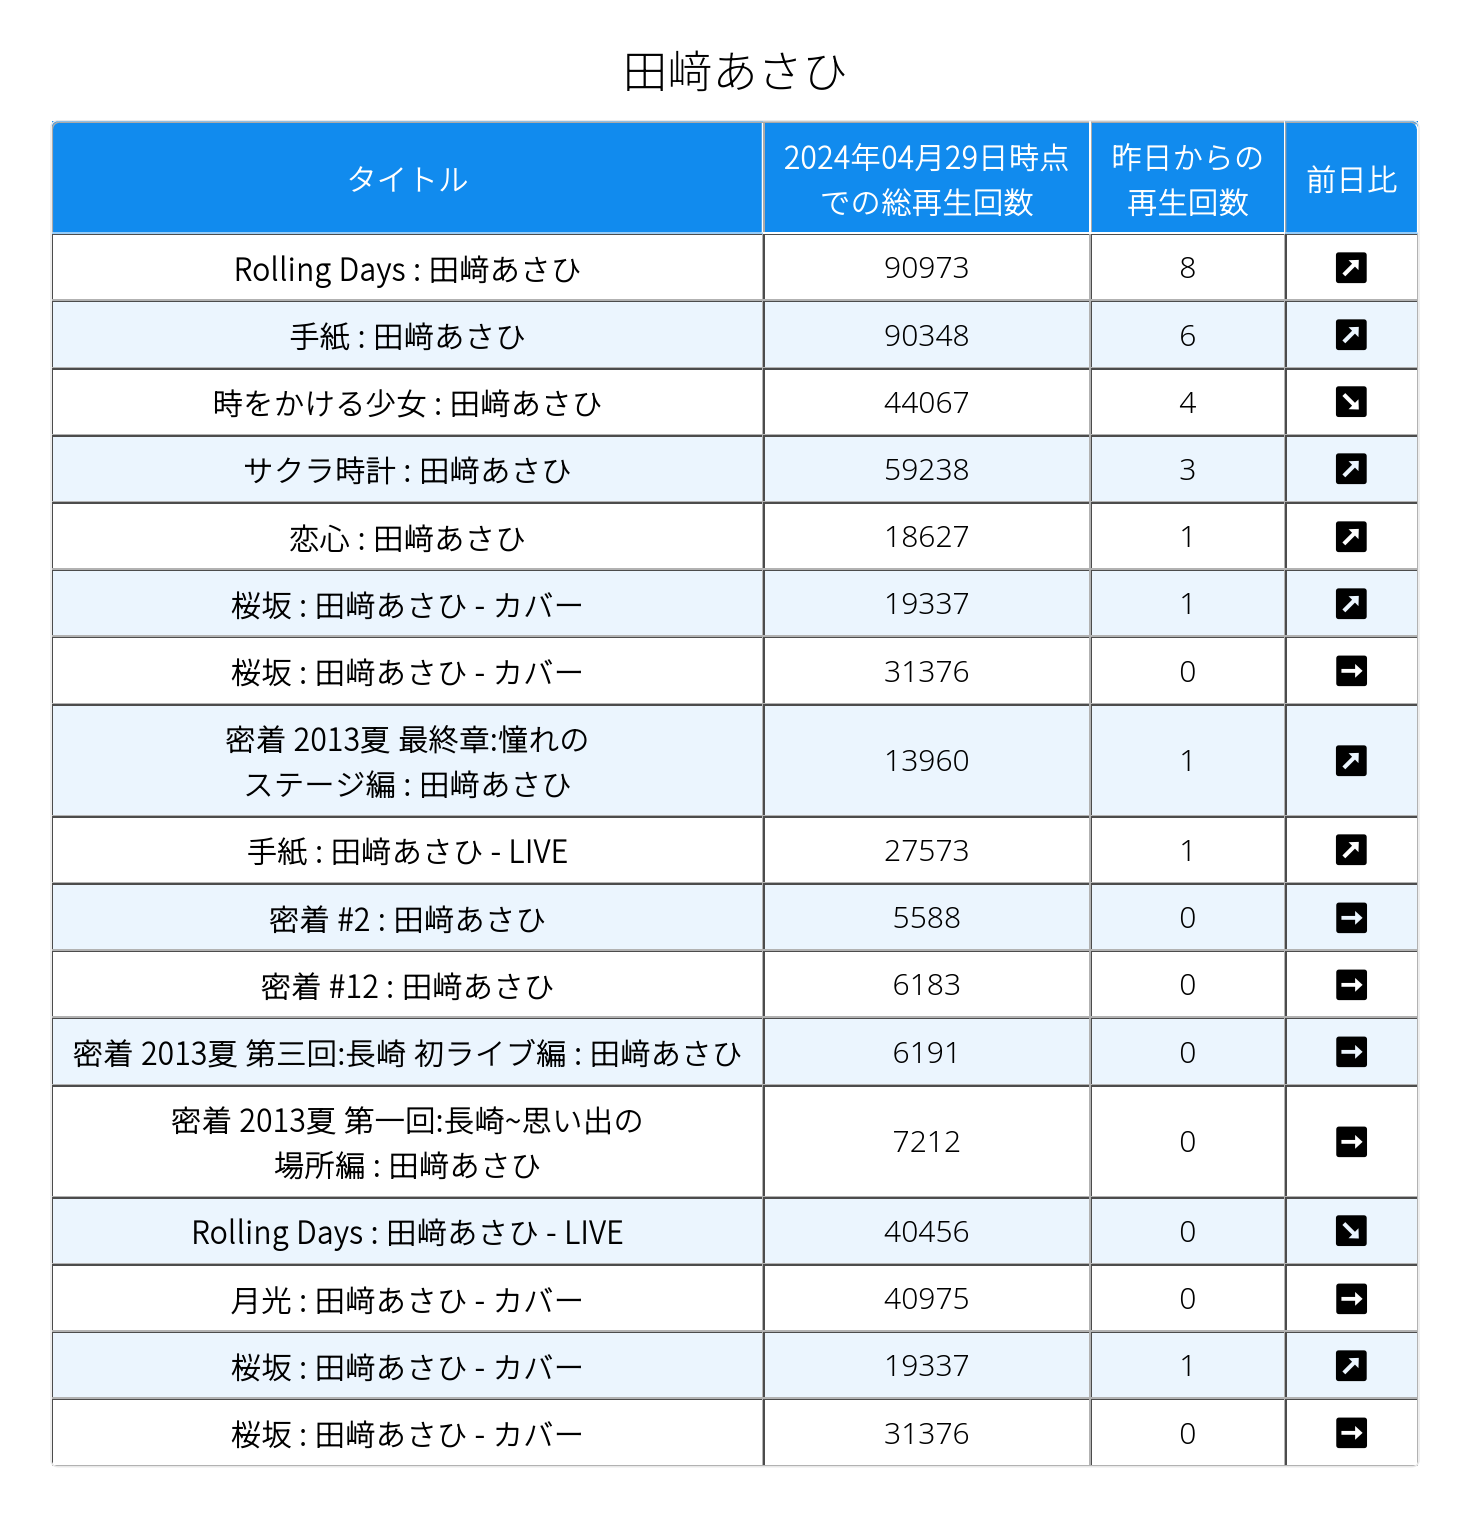 田﨑あさひ
タイトル
2024年04月29日時点
での総再生回数
昨日からの
再生回数
前日比
Rolling Days : 田﨑あさひ 90973 8
手紙 : 田﨑あさひ 90348 6
時をかける少女 : 田﨑あさひ 44067 4
サクラ時計 : 田﨑あさひ 59238 3
恋心 : 田﨑あさひ 18627 1
桜坂 : 田﨑あさひ - カバー 19337 1
桜坂 : 田﨑あさひ - カバー 31376 0
密着 2013夏 最終章:憧れの
ステージ編 : 田﨑あさひ 13960 1
手紙 : 田﨑あさひ - LIVE 27573 1
密着 #2 : 田﨑あさひ 5588 0
密着 #12 : 田﨑あさひ 6183 0
密着 2013夏 第三回:長崎 初ライブ編 : 田﨑あさひ 6191 0
密着 2013夏 第一回:長崎~思い出の
場所編 : 田﨑あさひ 7212 0
Rolling Days : 田﨑あさひ - LIVE 40456 0
月光 : 田﨑あさひ - カバー 40975 0
桜坂 : 田﨑あさひ - カバー 19337 1
桜坂 : 田﨑あさひ - カバー 31376 0